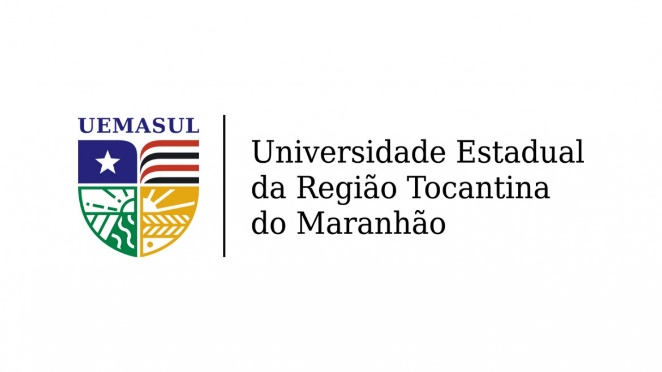 UEMASUL
Universidade Estadual
da Região Tocantina
do Maranhão